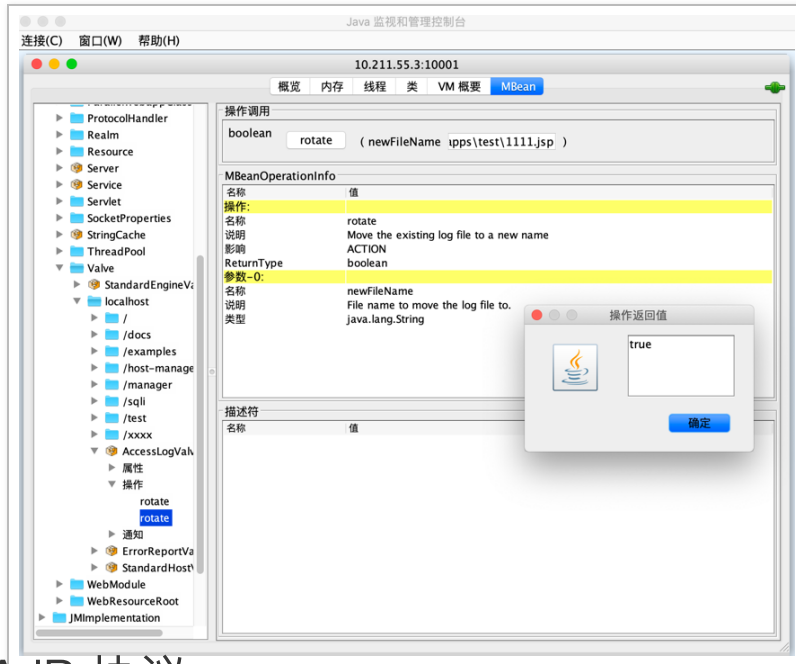 Java 监视和管理控制台
连接(C) 窗口(W) 帮助(H)
10.211.55.3:10001
概览 内存 线程 类 VM 概要 MBean
ProtocolHandler
Realm
Resource
Server
Service
Servlet
SocketProperties
StringCache
ThreadPool
Valve
StandardEngineVa
localhost
/
/docs
/examples
/host-manage
/manager
/sqli
/test
/xxxx
AccessLogValv
属性
操作
rotate
rotate
通知
ErrorReportVa
StandardHostV
WebModule
WebResourceRoot
JMImplementation
操作调用
boolean rotate ( newFileName apps\test\1111.jsp )
MBeanOperationInfo
名称 值
操作:
名称 rotate
说明 Move the existing log file to a new name
影响 ACTION
ReturnType boolean
参数-0:
名称 newFileName
说明 File name to move the log file to.
类型 java.lang.String
描述符
名称 值
操作返回值
true
确定